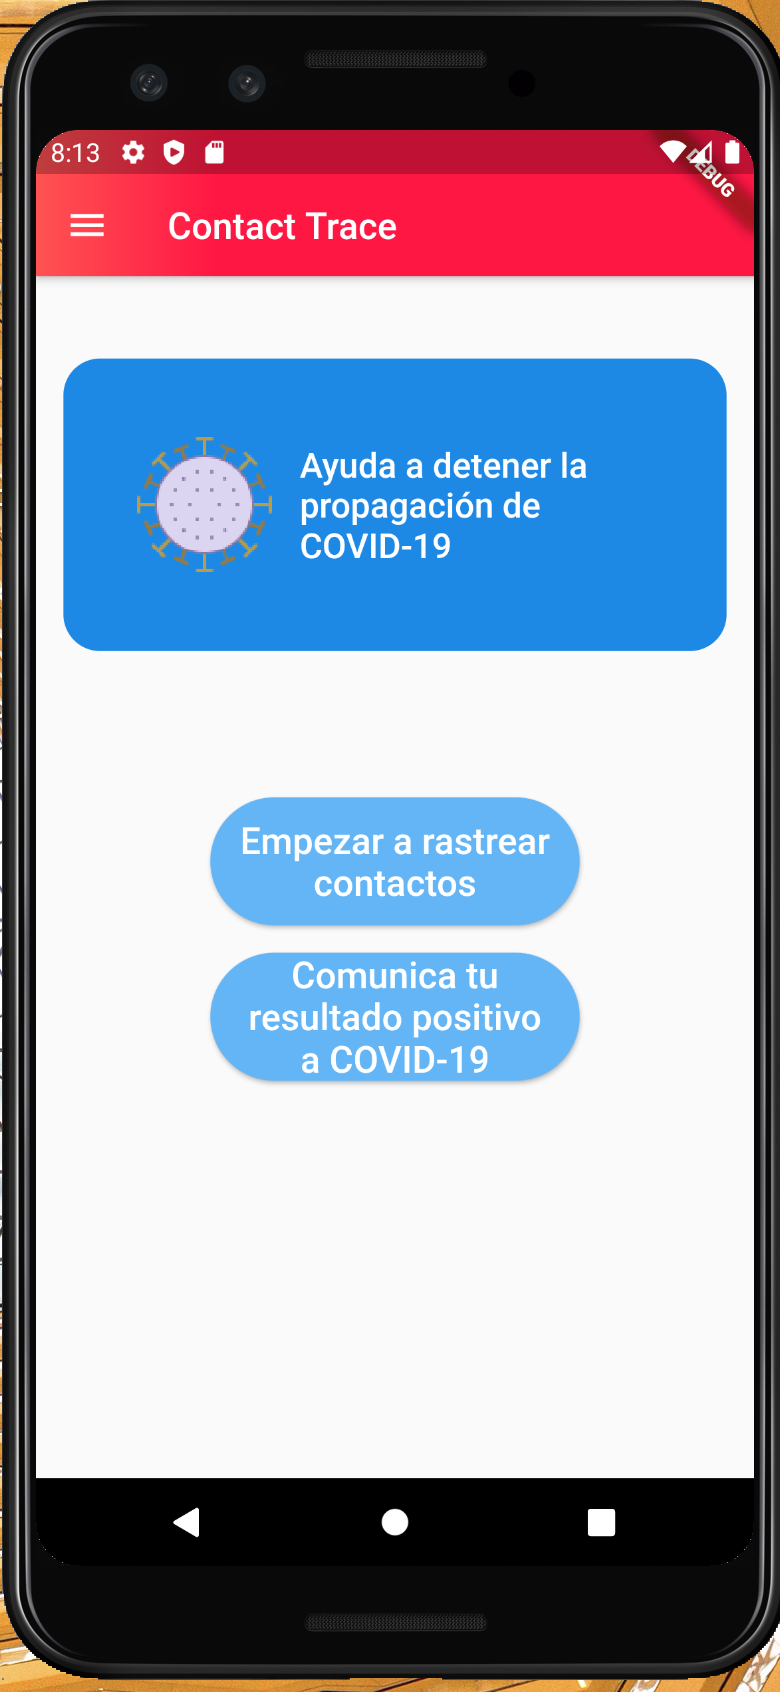 8:13
DEBUG
Contact Trace
Ayuda a detener la
propagación de
COVID-19
Empezar a rastrear
contactos
Comunica tu
resultado positivo
a COVID-19